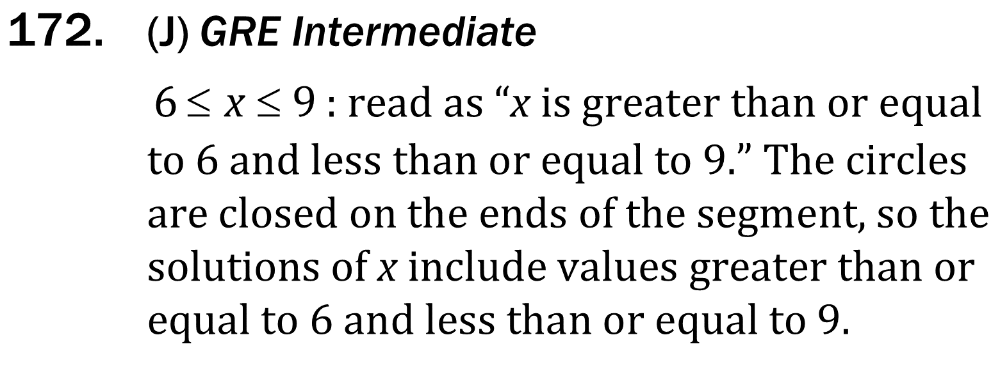 172. (J) GRE Intermediate
6 ≤ x ≤ 9 : read as “x is greater than or equal
to 6 and less than or equal to 9.” The circles
are closed on the ends of the segment, so the
solutions of x include values greater than or
equal to 6 and less than or equal to 9.